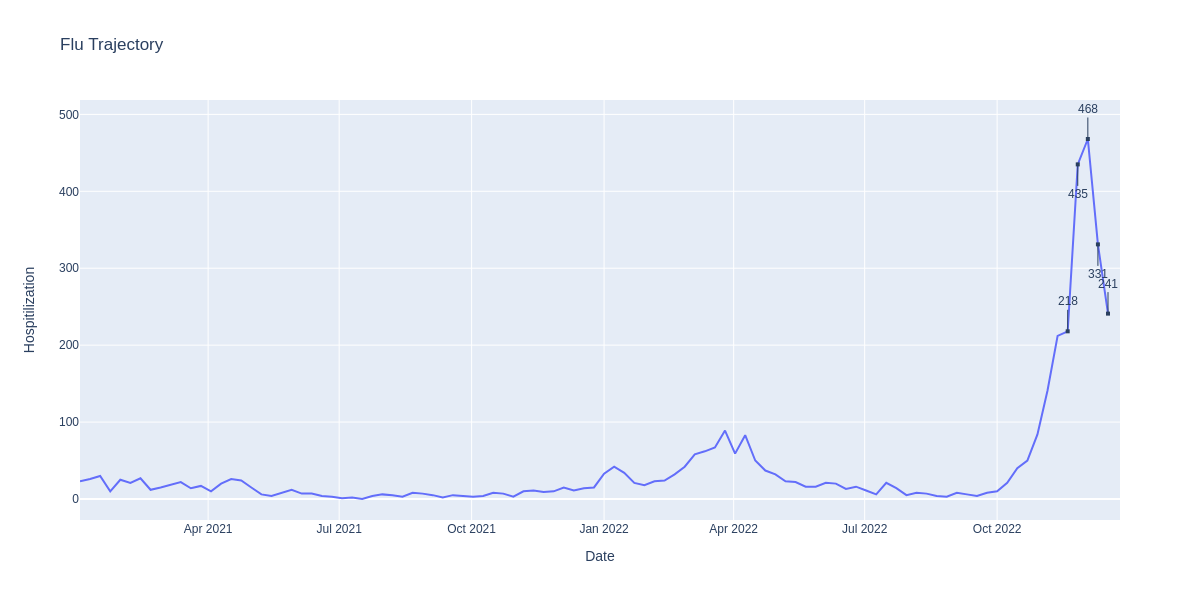 Flu Trajectory
500
400
300
200
100
0
Hospitilization
468
435
331
241
218
Apr 2021
Jul 2021
Oct 2021
Jan 2022
Apr 2022
Jul 2022
Oct 2022
Date